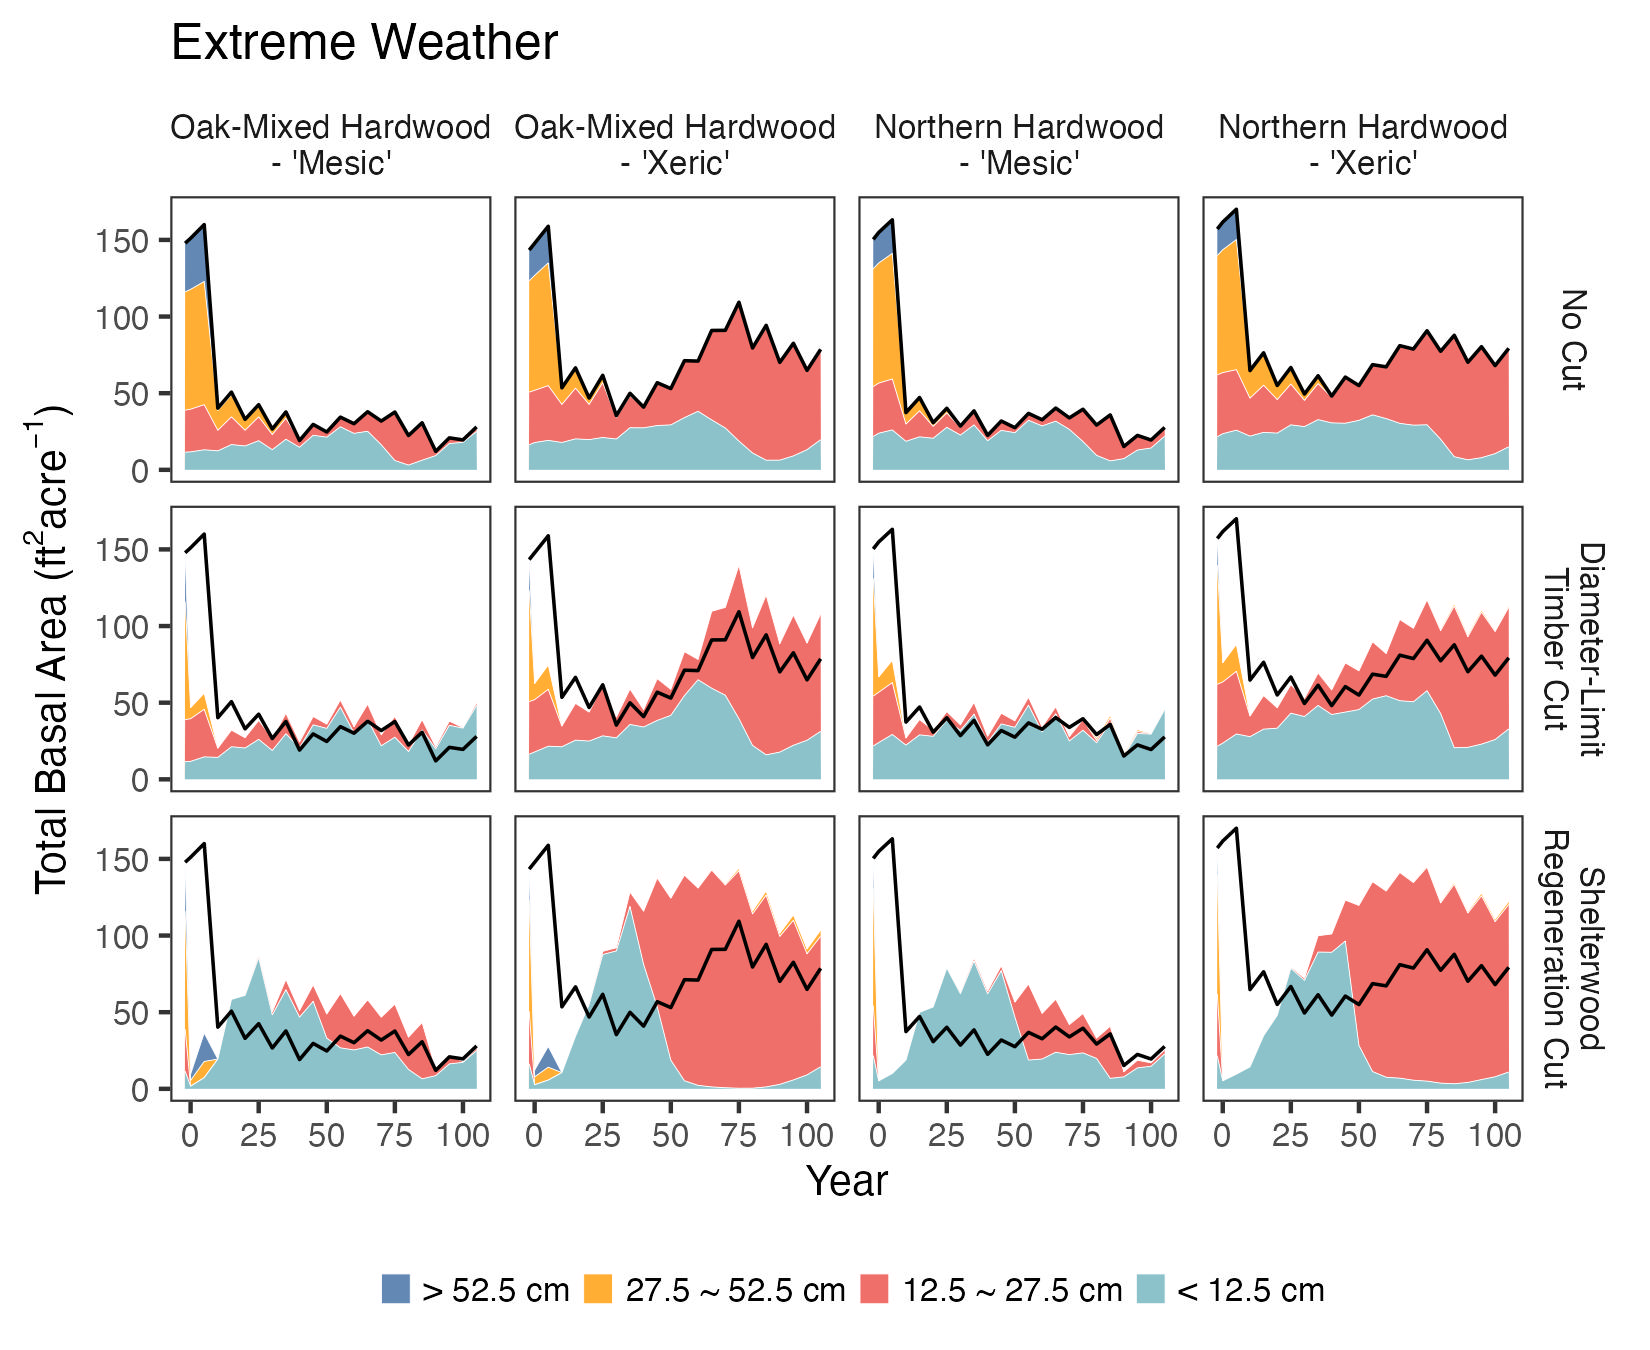 Extreme Weather
Oak-Mixed Hardwood
- 'Mesic'
Oak-Mixed Hardwood
- 'Xeric'
Northern Hardwood
- 'Mesic'
Northern Hardwood
- 'Xeric'
Total Basal Area (ft²acre⁻¹)
150
100
50
0
No Cut
150
100
50
0
Diameter-Limit
Timber Cut
150
100
50
0
Shelterwood
Regeneration Cut
0 25 50 75 100
0 25 50 75 100
0 25 50 75 100
0 25 50 75 100
Year
> 52.5 cm
27.5 ~ 52.5 cm
12.5 ~ 27.5 cm
< 12.5 cm